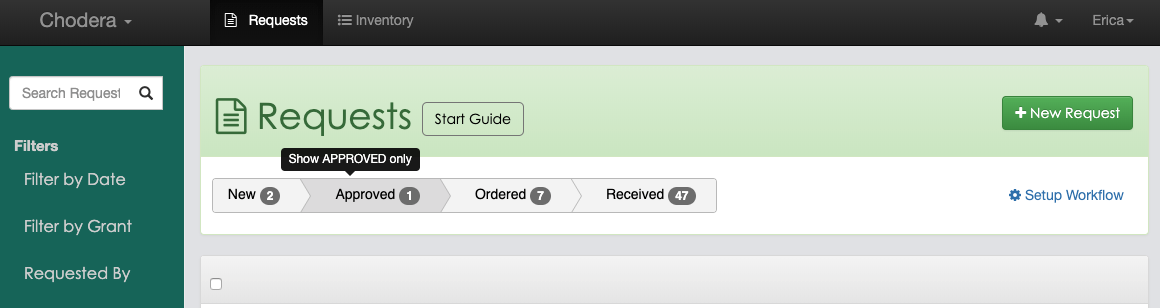 Chodera
Requests
Inventory
Erica
Search Request
Requests
Start Guide
New Request
Filters
Show APPROVED only
Filter by Date
New 2
Approved 1
Ordered 7
Received 47
Setup Workflow
Filter by Grant
Requested By